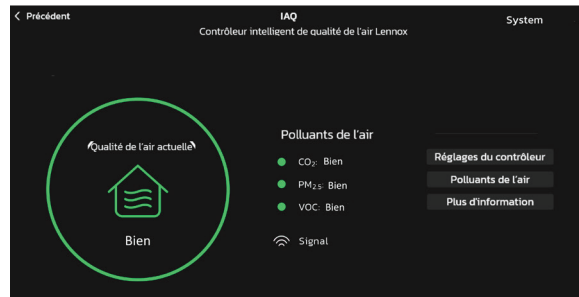 Précédent
IAQ
System
Contrôleur intelligent de qualité de l'air Lennox
Qualité de l'air actuelle
Bien
Polluants de l'air
CO₂: Bien
PM₂.₅: Bien
VOC: Bien
Signal
Réglages du contrôleur
Polluants de l'air
Plus d'information